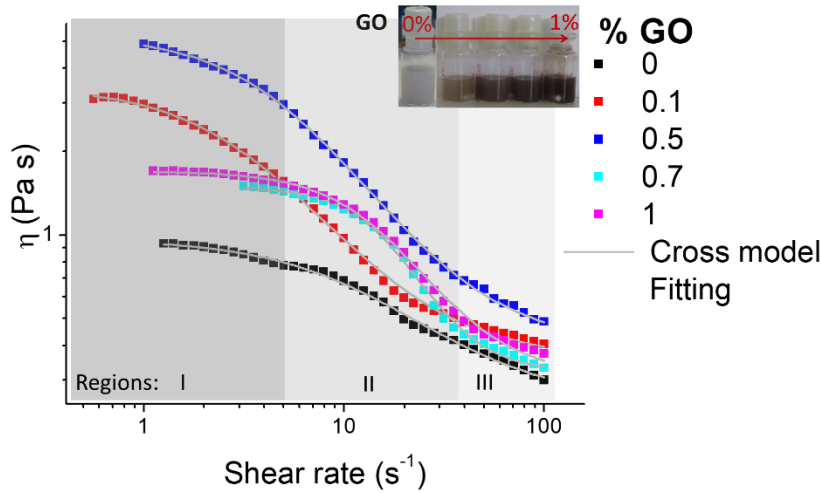 GO 0% 1%
% GO
0
0.1
0.5
0.7
1
Cross model
Fitting
η (Pa s)
1
Regions: I II III
1 10 100
Shear rate (s⁻¹)